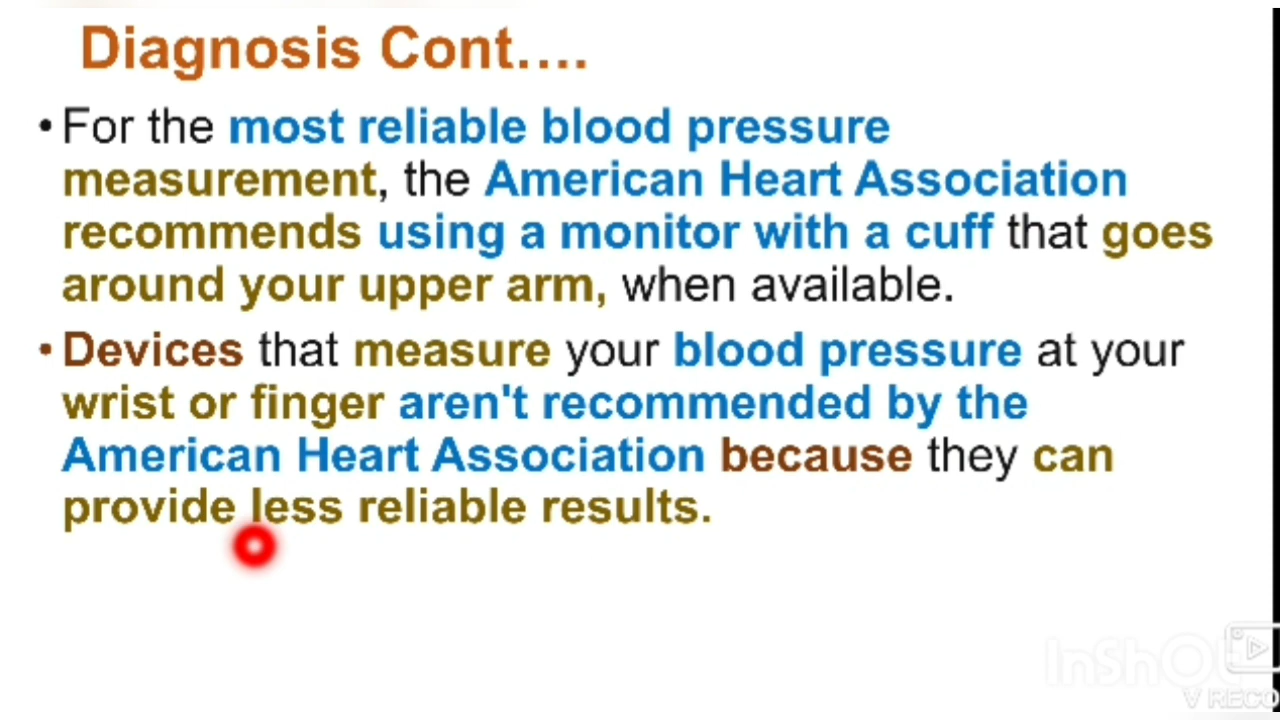 Diagnosis Cont....
• For the most reliable blood pressure
measurement, the American Heart Association
recommends using a monitor with a cuff that goes
around your upper arm, when available.
• Devices that measure your blood pressure at your
wrist or finger aren't recommended by the
American Heart Association because they can
provide less reliable results.
InShO
V RECO